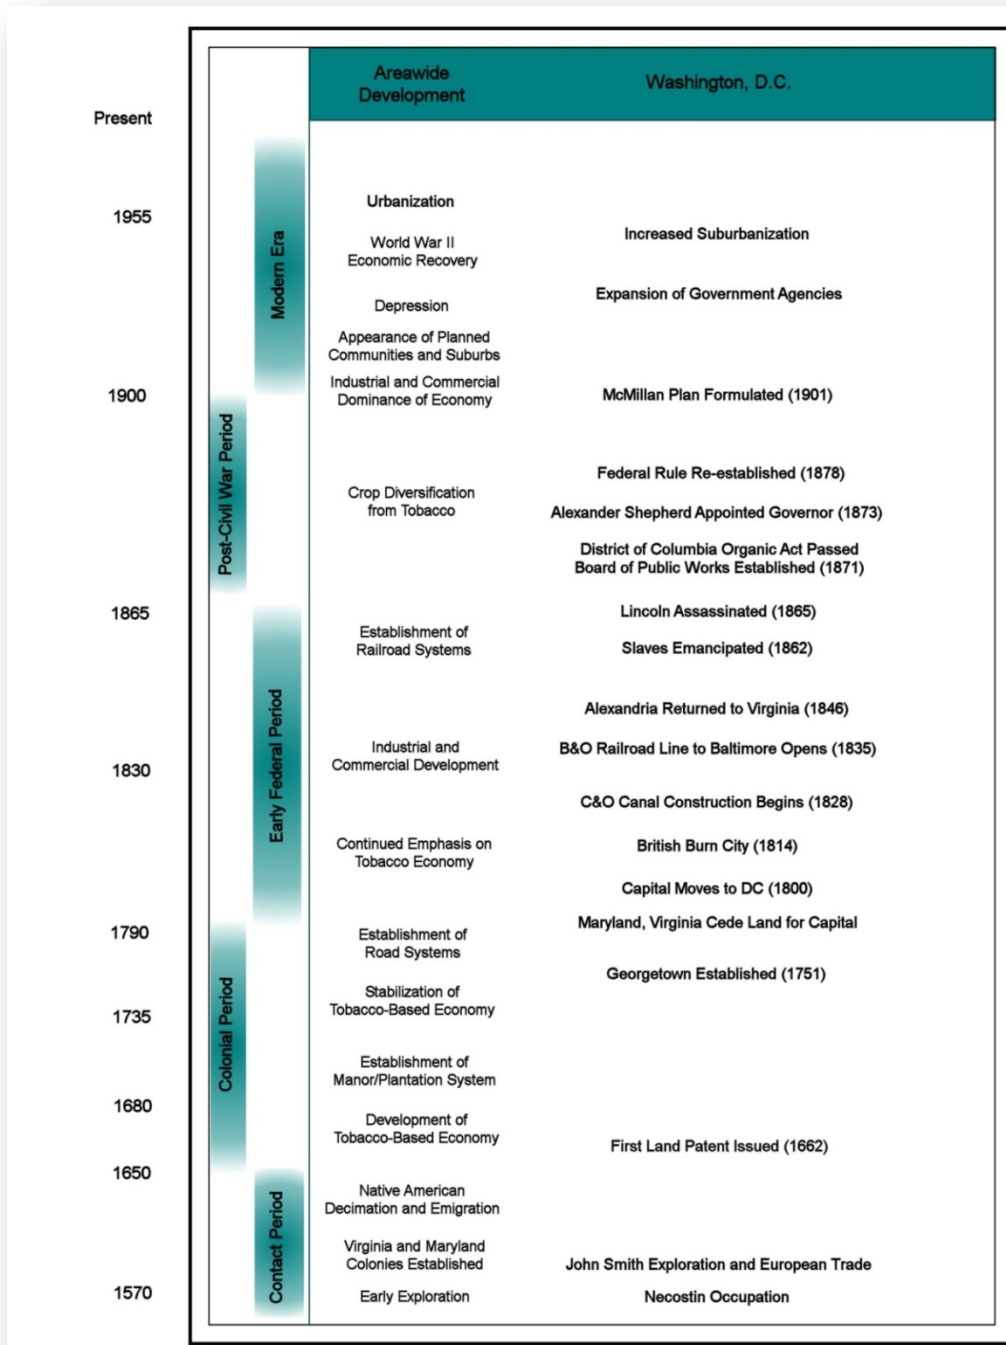 Areawide
Development
Washington, D.C.
Present
1955
1900
1865
1830
1790
1735
1680
1650
1570
Modern Era
Post-Civil War Period
Early Federal Period
Colonial Period
Contact Period
Urbanization
World War II
Economic Recovery
Depression
Appearance of Planned
Communities and Suburbs
Industrial and Commercial
Dominance of Economy
Crop Diversification
from Tobacco
Establishment of
Railroad Systems
Industrial and
Commercial Development
Continued Emphasis on
Tobacco Economy
Establishment of
Road Systems
Stabilization of
Tobacco-Based Economy
Establishment of
Manor/Plantation System
Development of
Tobacco-Based Economy
Native American
Decimation and Emigration
Virginia and Maryland
Colonies Established
Early Exploration
Increased Suburbanization
Expansion of Government Agencies
McMillan Plan Formulated (1901)
Federal Rule Re-established (1878)
Alexander Shepherd Appointed Governor (1873)
District of Columbia Organic Act Passed
Board of Public Works Established (1871)
Lincoln Assassinated (1865)
Slaves Emancipated (1862)
Alexandria Returned to Virginia (1846)
B&O Railroad Line to Baltimore Opens (1835)
C&O Canal Construction Begins (1828)
British Burn City (1814)
Capital Moves to DC (1800)
Maryland, Virginia Cede Land for Capital
Georgetown Established (1751)
First Land Patent Issued (1662)
John Smith Exploration and European Trade
Necostin Occupation